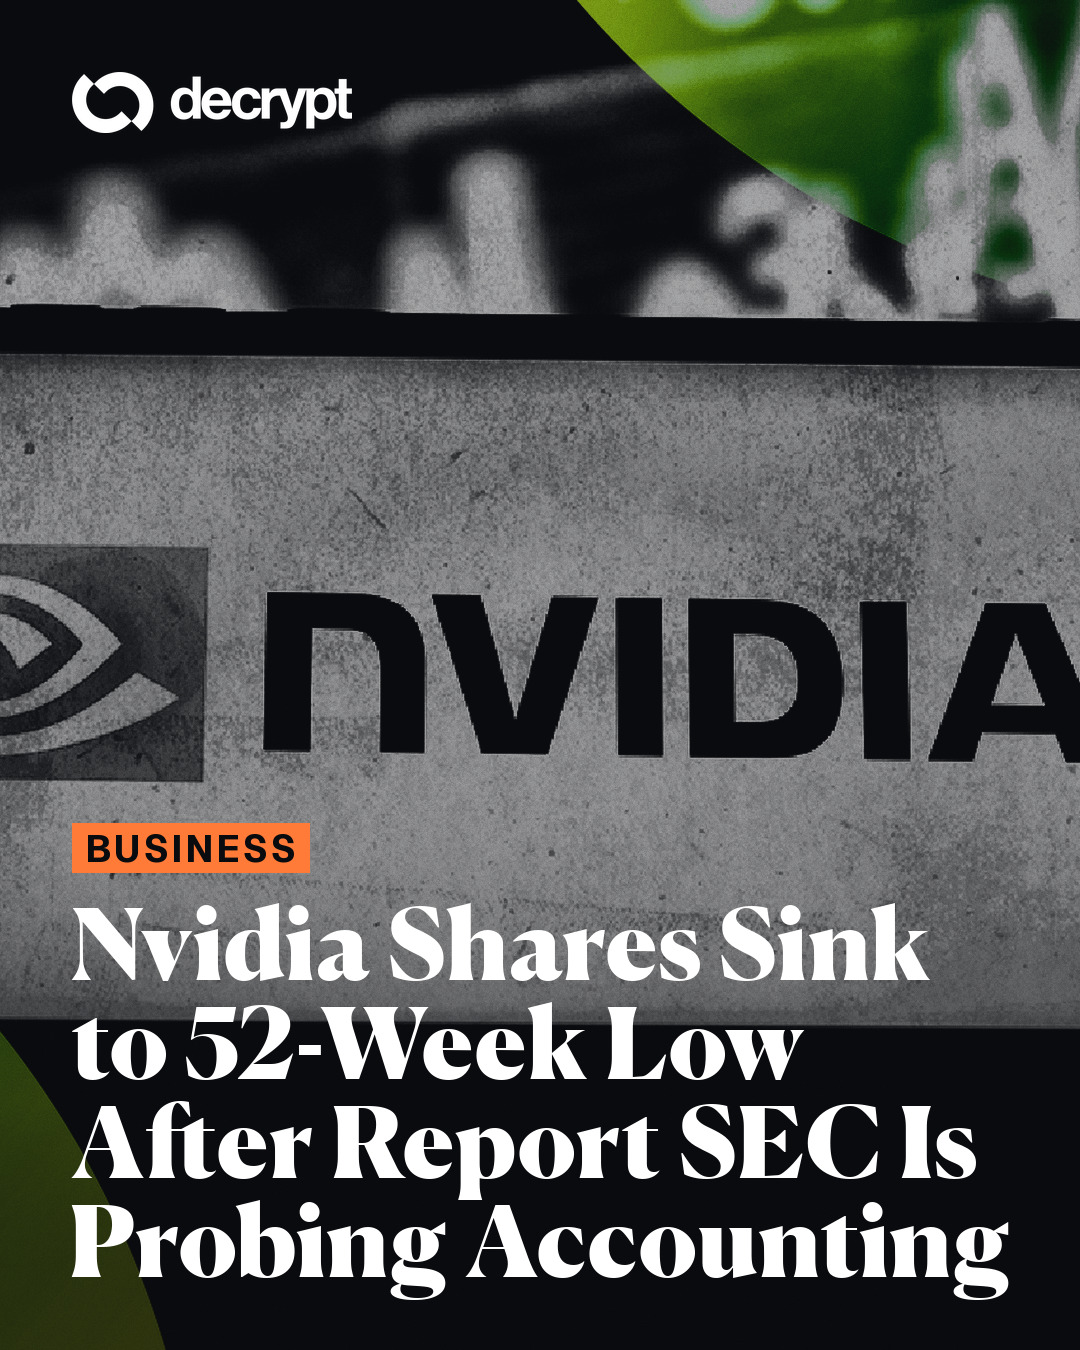 decrypt
NVIDIA
BUSINESS
Nvidia Shares Sink
to 52-Week Low
After Report SEC Is
Probing Accounting